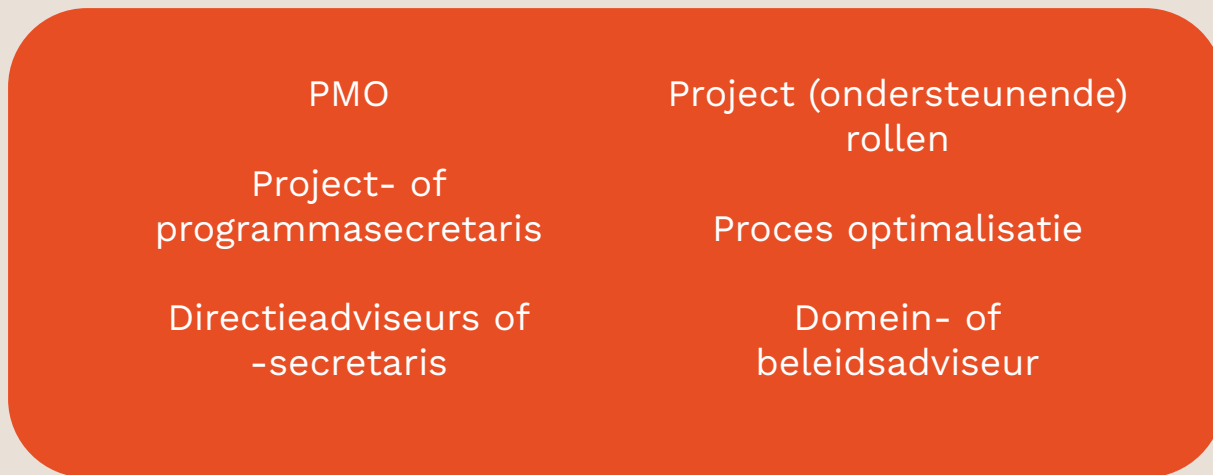 PMO
Project- of
programmasecretaris
Directieadviseurs of
-secretaris
Project (ondersteunende)
rollen
Proces optimalisatie
Domein- of
beleidsadviseur